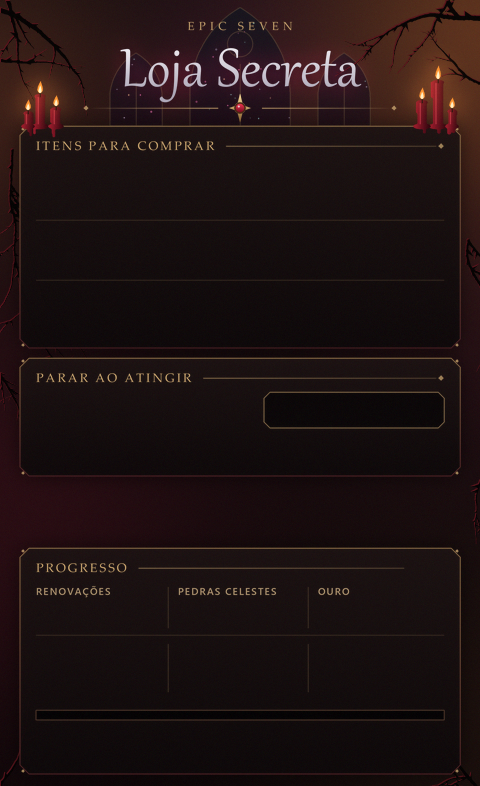 EPIC SEVEN
Loja Secreta
ITENS PARA COMPRAR
PARAR AO ATINGIR
PROGRESSO
RENOVAÇÕES PEDRAS CELESTES OURO